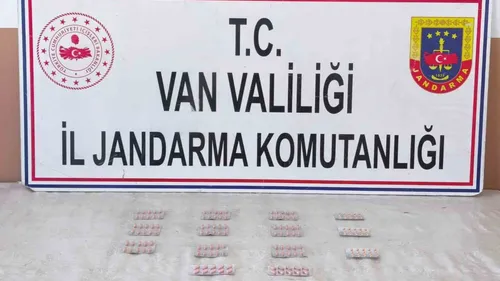 T.C.
VAN VALİLİĞİ
İL JANDARMA KOMUTANLIĞI
JANDARMA